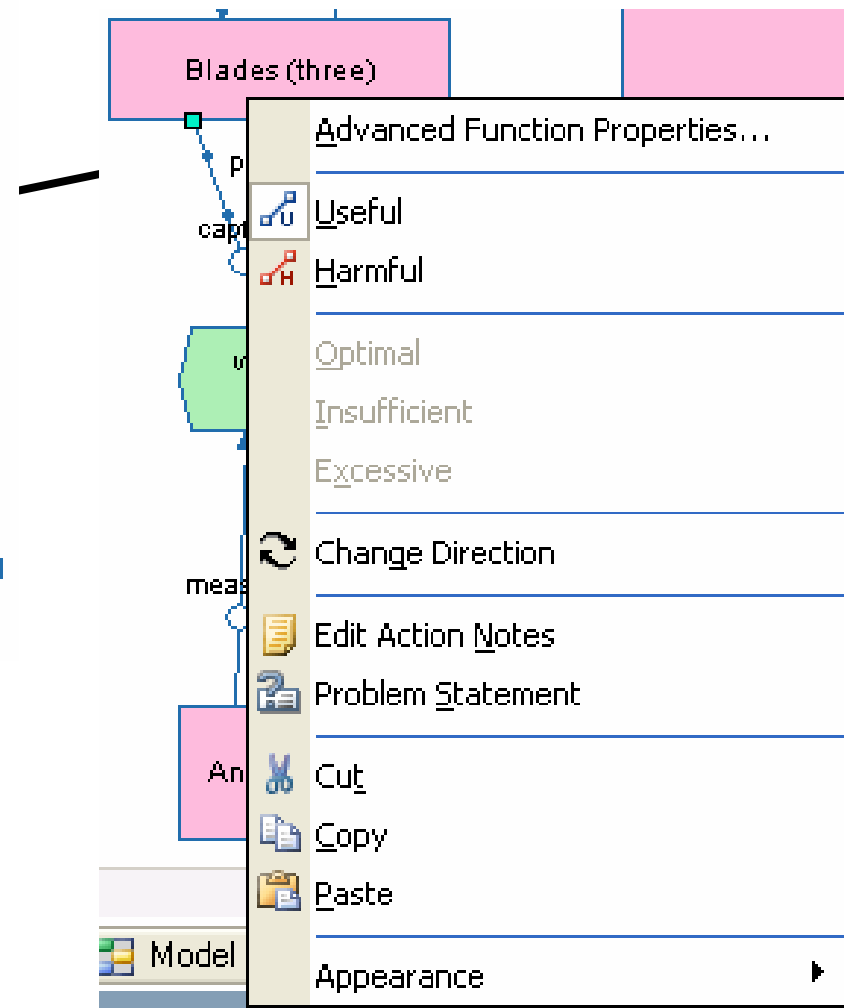 Blades (three)
Advanced Function Properties...
Useful
Harmful
Optimal
Insufficient
Excessive
Change Direction
Edit Action Notes
Problem Statement
Cut
Copy
Paste
Model
Appearance